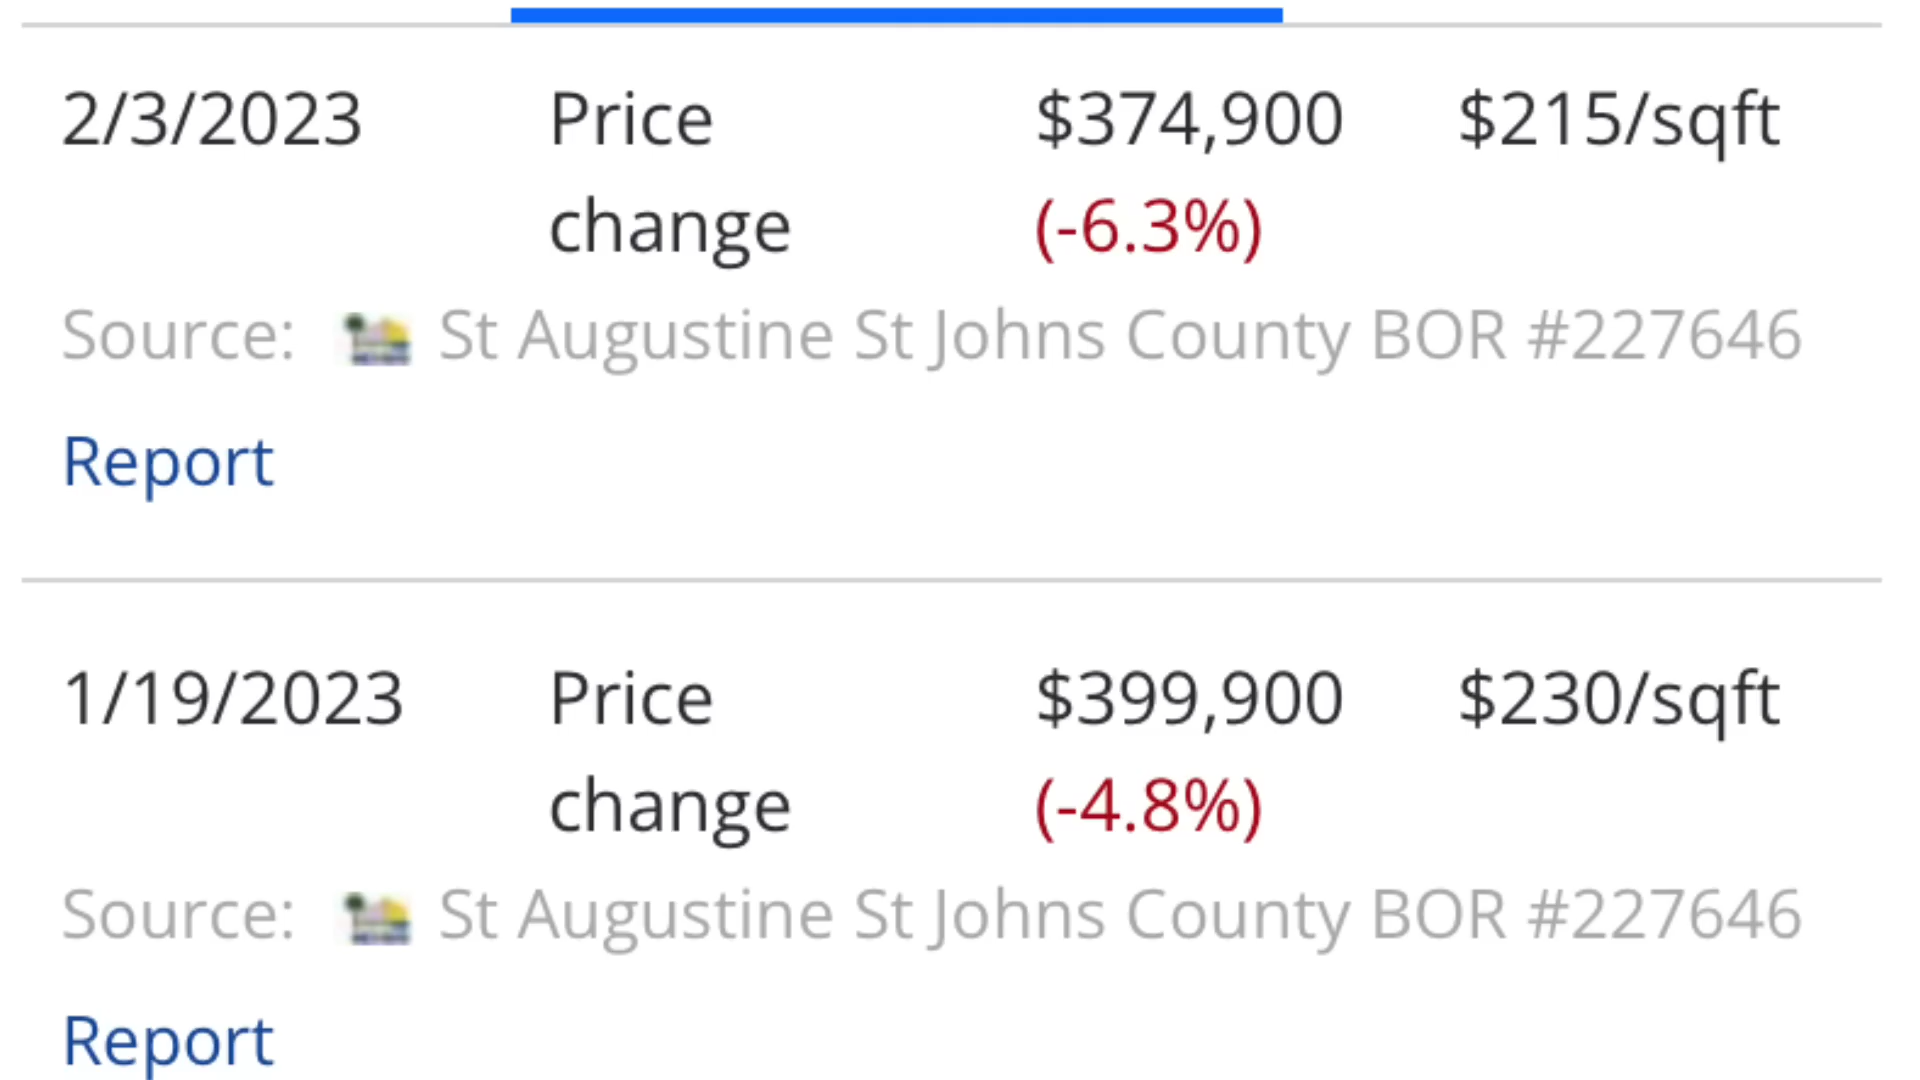 2/3/2023 Price change $374,900 (-6.3%) $215/sqft
Source: St Augustine St Johns County BOR #227646
Report
1/19/2023 Price change $399,900 (-4.8%) $230/sqft
Source: St Augustine St Johns County BOR #227646
Report